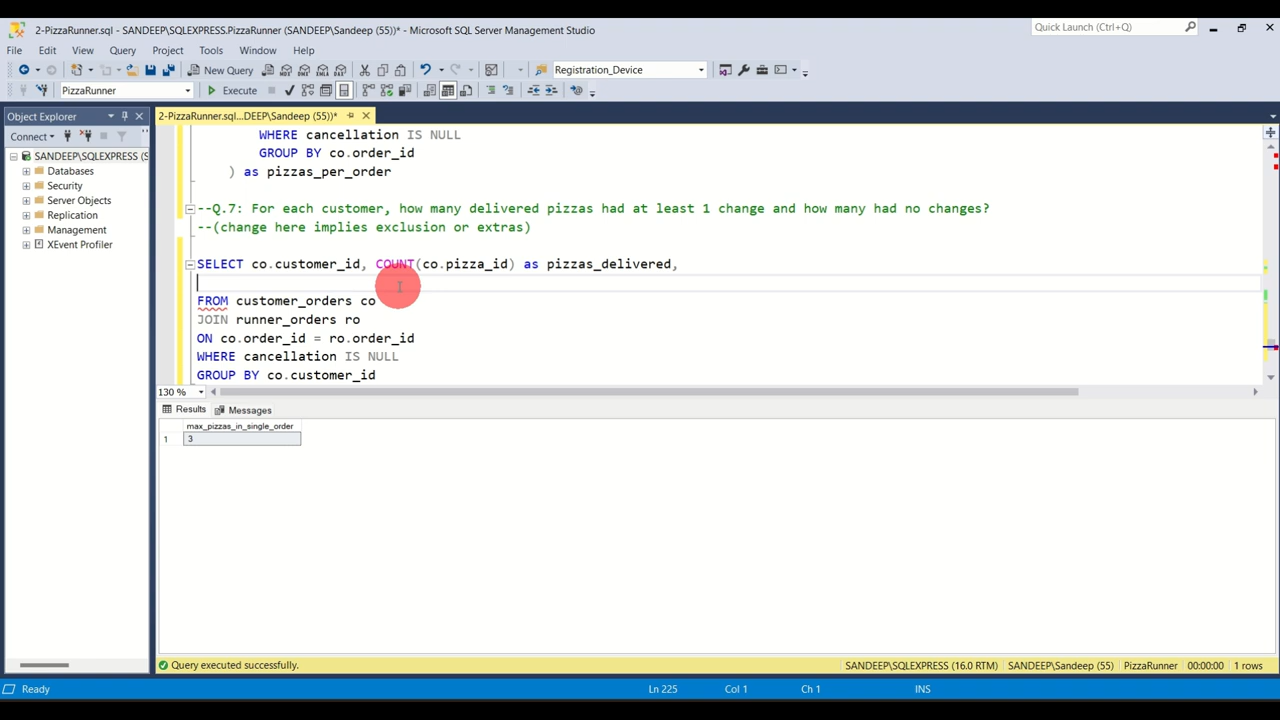 2-PizzaRunner.sql - SANDEEP\SQLEXPRESS.PizzaRunner (SANDEEP\Sandeep (55))* - Microsoft SQL Server Management Studio
Quick Launch (Ctrl+Q)
File Edit View Query Project Tools Window Help
New Query
Registration_Device
PizzaRunner
Execute
Object Explorer
2-PizzaRunner.sql...DEEP\Sandeep (55))*
Connect
SANDEEP\SQLEXPRESS (S
Databases
Security
Server Objects
Replication
Management
XEvent Profiler
WHERE cancellation IS NULL
GROUP BY co.order_id
) as pizzas_per_order
--Q.7: For each customer, how many delivered pizzas had at least 1 change and how many had no changes?
--(change here implies exclusion or extras)
SELECT co.customer_id, COUNT(co.pizza_id) as pizzas_delivered,
FROM customer_orders co
JOIN runner_orders ro
ON co.order_id = ro.order_id
WHERE cancellation IS NULL
GROUP BY co.customer_id
130 %
Results Messages
max_pizzas_in_single_order
1 3
Query executed successfully.
SANDEEP\SQLEXPRESS (16.0 RTM) SANDEEP\Sandeep (55) PizzaRunner 00:00:00 1 rows
Ready
Ln 225 Col 1 Ch 1 INS